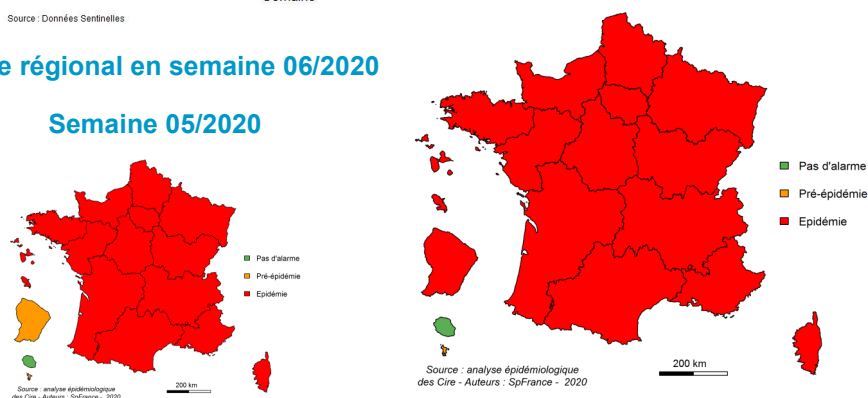 Source : Données Sentinelles
e régional en semaine 06/2020
Semaine 05/2020
Pas d'alarme
Pré-épidémie
Epidémie
Source : analyse épidémiologique
des Cire - Auteurs : SpFrance - 2020
200 km
Pas d'alarme
Pré-épidémie
Epidémie
Source : analyse épidémiologique
des Cire - Auteurs : SpFrance - 2020
200 km